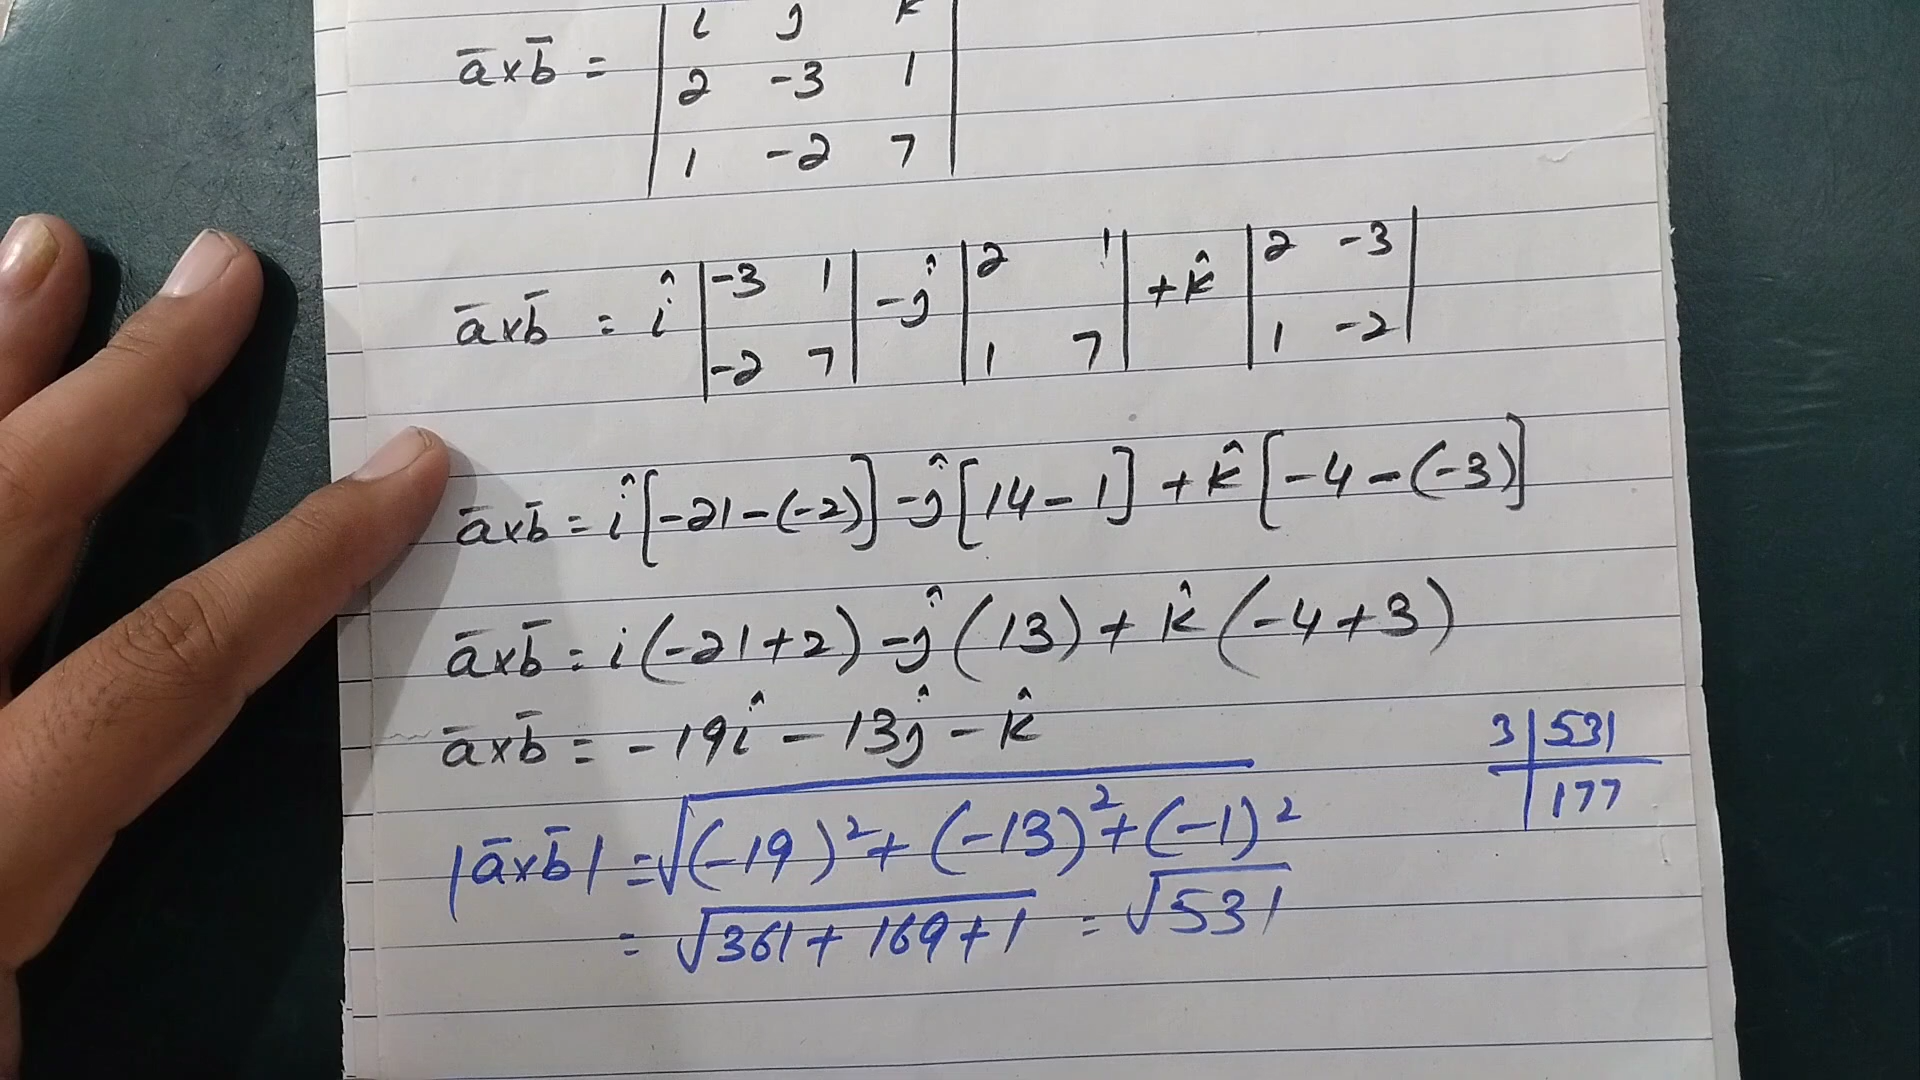 i j k
a̅ x b̅ = | 2 -3 1 |
1 -2 7
a̅ x b̅ = î | -3 1 | - ĵ | 2 1 | + k̂ | 2 -3 |
-2 7 1 7 1 -2
a̅ x b̅ = î [-21-(-2)] - ĵ [14-1] + k̂ [-4-(-3)]
a̅ x b̅ = i (-21+2) - ĵ (13) + k̂ (-4+3)
a̅ x b̅ = -19î - 13ĵ - k̂
3 | 531
177
|a̅ x b̅| = √(-19)² + (-13)² + (-1)²
= √361 + 169 + 1 = √531